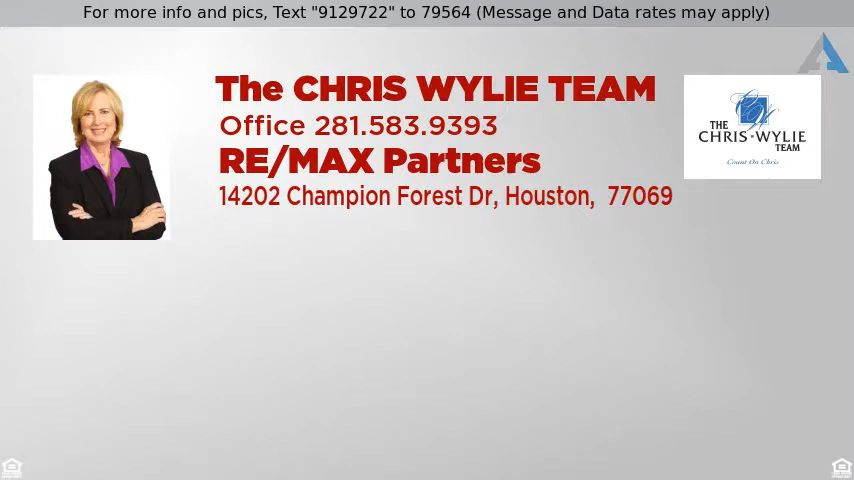 For more info and pics, Text "9129722" to 79564 (Message and Data rates may apply)
The CHRIS WYLIE TEAM
Office 281.583.9393
RE/MAX Partners
14202 Champion Forest Dr, Houston,  77069
THE
CHRIS·WYLIE
TEAM
Count On Chris